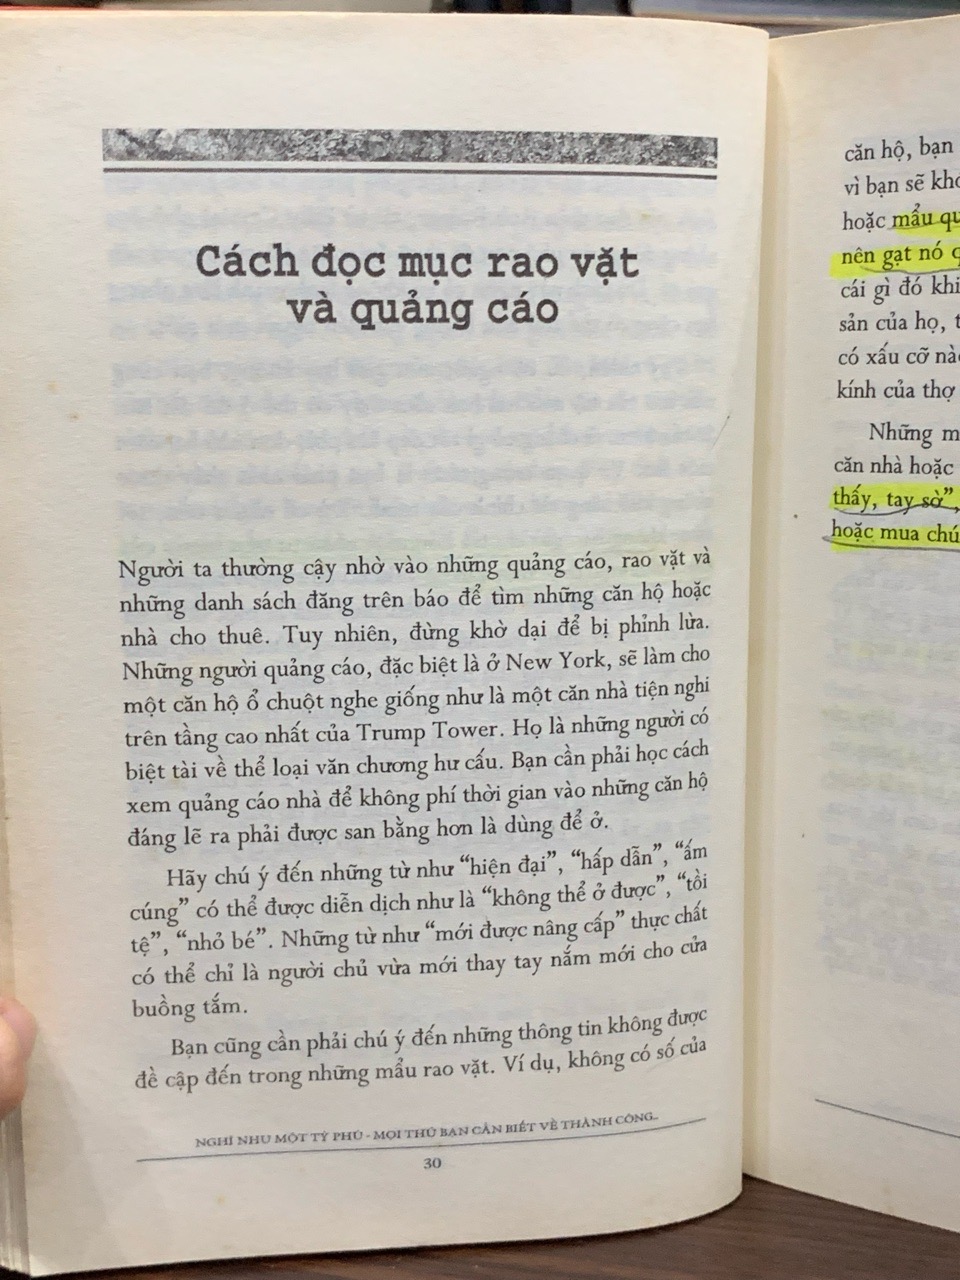 Cách đọc mục rao vặt
và quảng cáo
Người ta thường cậy nhờ vào những quảng cáo, rao vặt và
những danh sách đăng trên báo để tìm những căn hộ hoặc
nhà cho thuê. Tuy nhiên, đừng khờ dại để bị phỉnh lừa.
Những người quảng cáo, đặc biệt là ở New York, sẽ làm cho
một căn hộ ổ chuột nghe giống như là một căn nhà tiện nghi
trên tầng cao nhất của Trump Tower. Họ là những người có
biệt tài về thể loại văn chương hư cấu. Bạn cần phải học cách
xem quảng cáo nhà để không phí thời gian vào những căn hộ
đáng lẽ ra phải được san bằng hơn là dùng để ở.
Hãy chú ý đến những từ như “hiện đại”, “hấp dẫn”, “ấm
cúng” có thể được diễn dịch như là “không thể ở được”, “tồi
tệ”, “nhỏ bé”. Những từ như “mới được nâng cấp” thực chất
có thể chỉ là người chủ vừa mới thay tay nắm mới cho cửa
buồng tắm.
Bạn cũng cần phải chú ý đến những thông tin không được
đề cập đến trong những mẩu rao vặt. Ví dụ, không có số của
NGHĨ NHƯ MỘT TỶ PHÚ - MỌI THỨ BẠN CẦN BIẾT VỀ THÀNH CÔNG..
30
căn hộ, bạn
vì bạn sẽ
hoặc mẩu
nên gạt nó
cái gì đó khi
sản của họ,
có xấu cỡ
kính của thợ
Những
căn nhà hoặc
thấy, tay sờ”,
hoặc mua